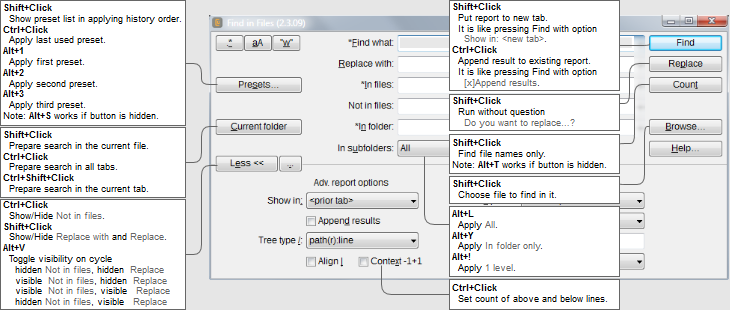 Shift+Click
Show preset list in applying history order.
Ctrl+Click
Apply last used preset.
Alt+1
Apply first preset.
Alt+2
Apply second preset.
Alt+3
Apply third preset.
Note: Alt+S works if button is hidden.
Shift+Click
Prepare search in the current file.
Ctrl+Click
Prepare search in all tabs.
Ctrl+Shift+Click
Prepare search in the current tab.
Ctrl+Click
Show/Hide Not in files.
Shift+Click
Show/Hide Replace with and Replace.
Alt+V
Toggle visibility on cycle
hidden Not in files, hidden Replace
visible Not in files, hidden Replace
visible Not in files, visible Replace
hidden Not in files, visible Replace
Find in Files (2.3.09)
.* aA "w" *Find what:
Replace with:
Presets... *In files:
Not in files:
Current folder *In folder:
In subfolders: All
Less <<
Adv. report options
Show in: <prior tab>
Append results
Tree type /: path(r):line
Align | Context -1+1
Shift+Click
Put report to new tab.
It is like pressing Find with option
Show in: <new tab>.
Ctrl+Click
Append result to existing report.
It is like pressing Find with option
[x]Append results.
Shift+Click
Run without question
Do you want to replace...?
Shift+Click
Find file names only.
Note: Alt+T works if button is hidden.
Shift+Click
Choose file to find in it.
Alt+L
Apply All.
Alt+Y
Apply In folder only.
Alt+!
Apply 1 level.
Ctrl+Click
Set count of above and below lines.
Find
Replace
Count
Browse...
Help...